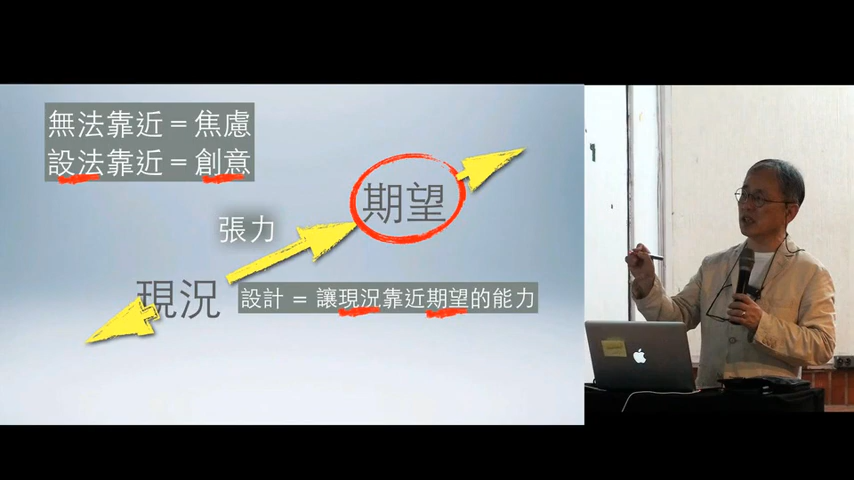 無法靠近=焦慮
設法靠近=創意
期望
張力
現況
設計 = 讓現況靠近期望的能力